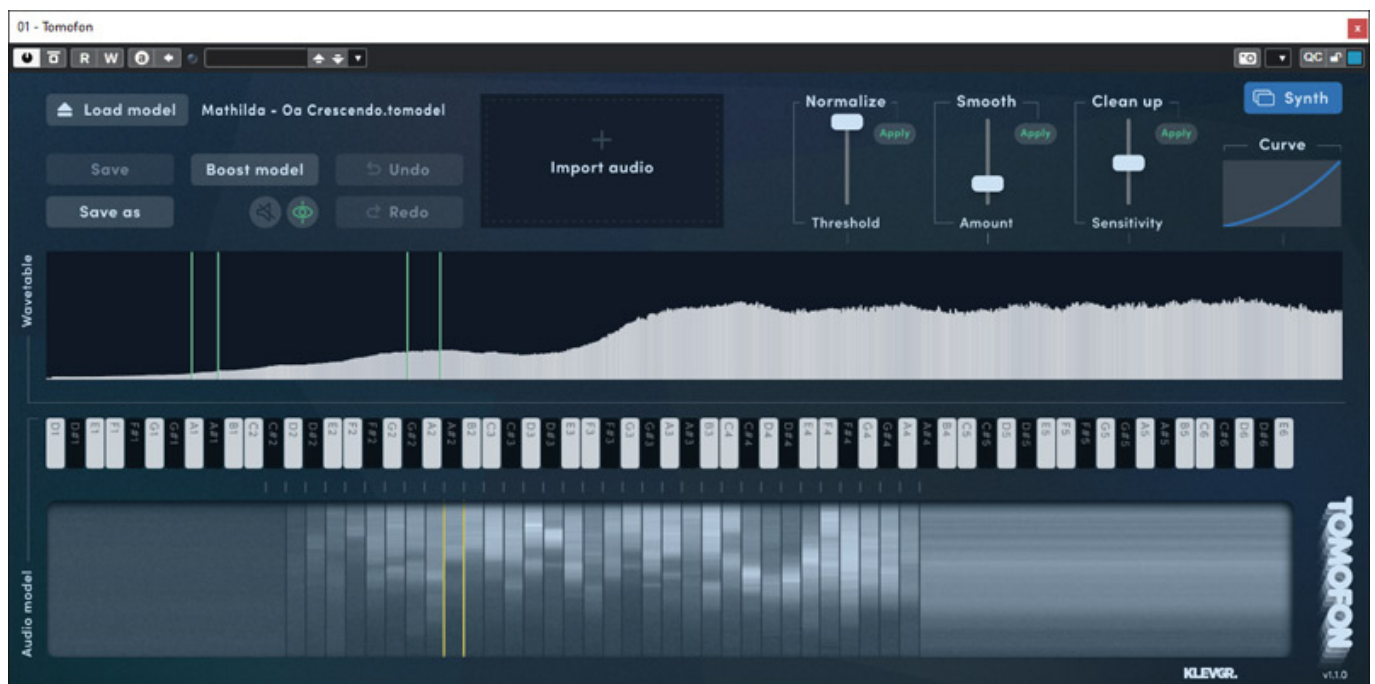 01 - Tomofon
x
R W a QC
Load model Mathilda - Oa Crescendo.tomodel
Normalize Smooth Clean up
Synth
Apply Apply Apply
+
Import audio
Curve
Save Boost model Undo
Save as Redo
Threshold Amount Sensitivity
Wavetable
D1 D#1 E1 F1 F#1 G1 G#1 A1 A#1 B1 C2 C#2 D2 D#2 E2 F2 F#2 G2 G#2 A2 A#2 B2 C3 C#3 D3 D#3 E3 F3 F#3 G3 G#3 A3 A#3 B3 C4 C#4 D4 D#4 E4 F4 F#4 G4 G#4 A4 A#4 B4 C5 C#5 D5 D#5 E5 F5 F#5 G5 G#5 A5 A#5 B5 C6 C#6 D6 D#6 E6
Audio model
TOMOFON
KLEVGR.
v1.1.0